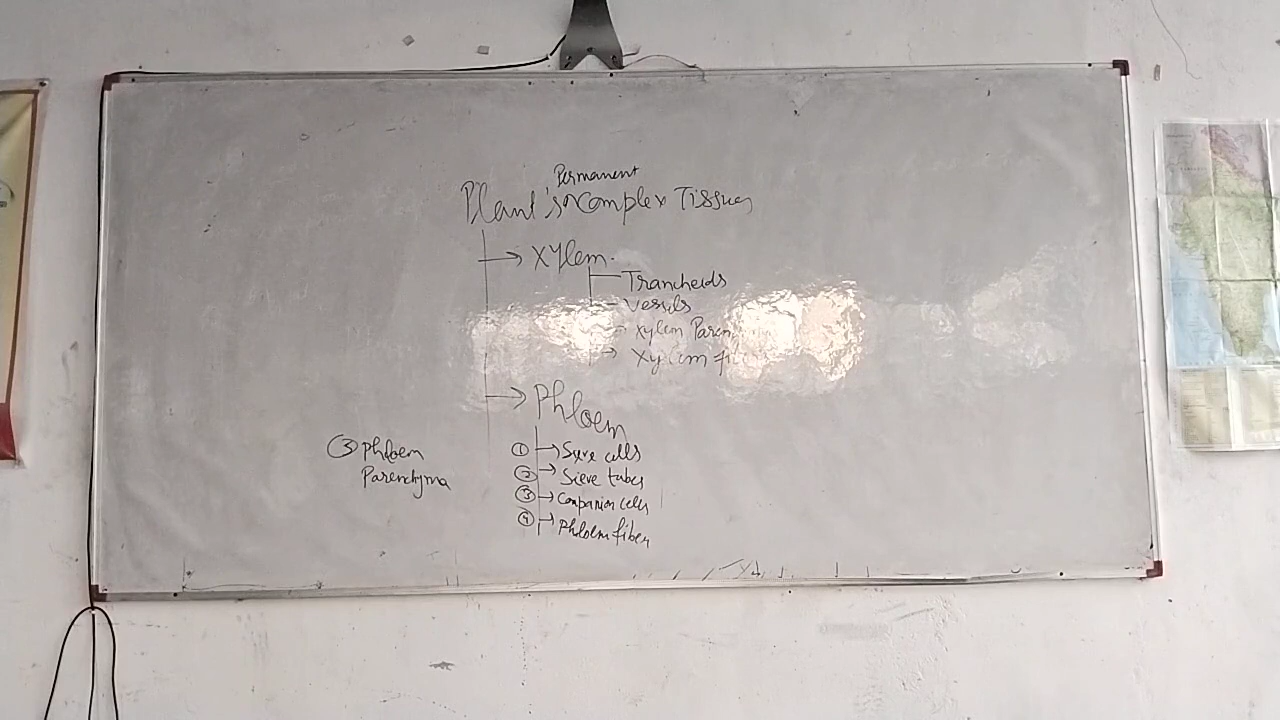 Permanent
Plant's complex Tissues
Xylem.
Trancheids
Vessels
Xylem Paren
Xylem fi
Phloem
① Sieve cells
② Sieve tubes
③ Companion cells
④ Phloem fiber
⑤ Phloem
Parenchyma